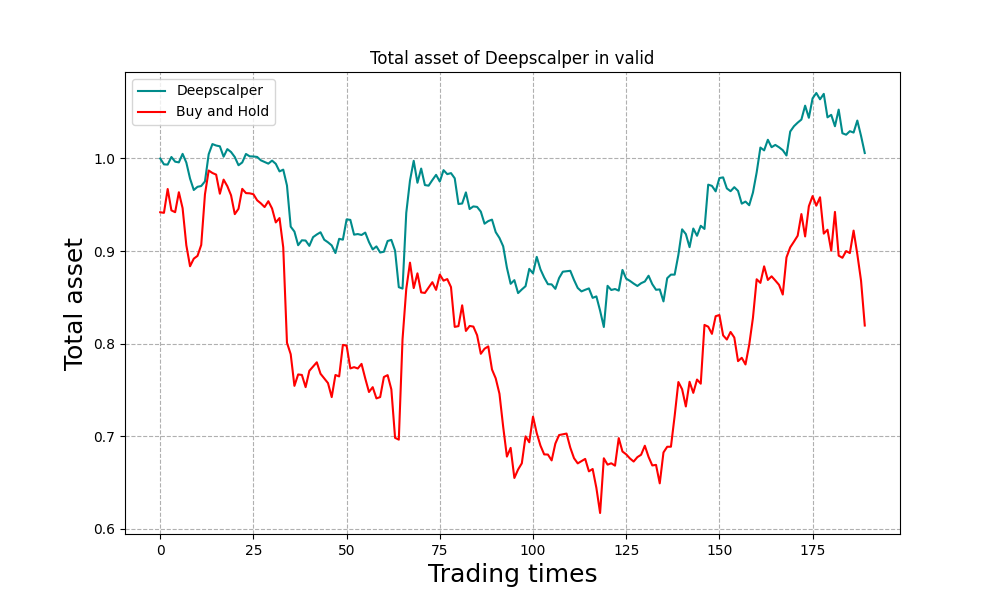 Total asset of Deepscalper in valid
Deepscalper
Buy and Hold
Total asset
1.0
0.9
0.8
0.7
0.6
0 25 50 75 100 125 150 175
Trading times